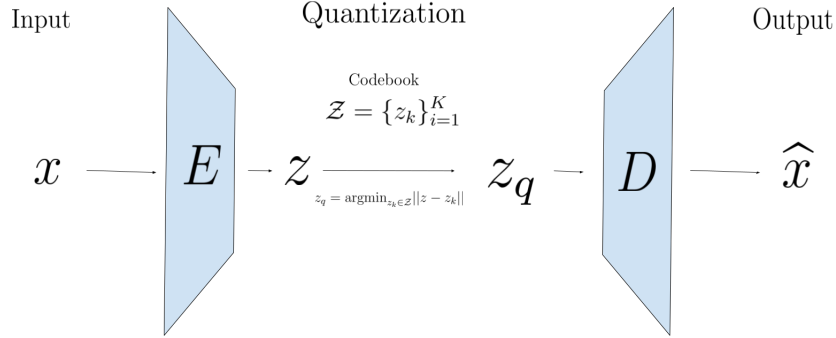 Input
Quantization
Output
Codebook
𝒵 = {z_k}_{i=1}^K
x
E
z
z_q = argmin_{z_k∈𝒵}||z − z_k||
z_q
D
x̂